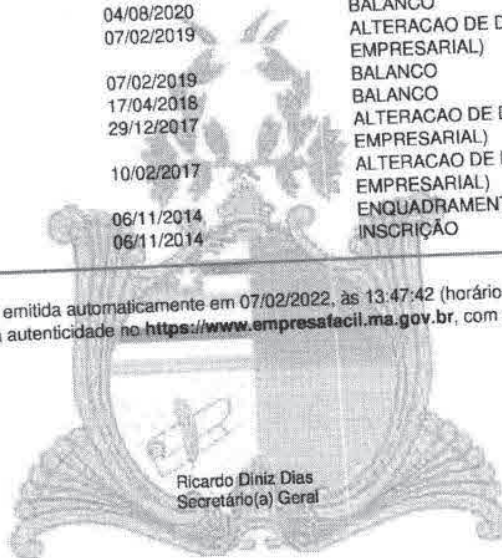 04/08/2020 BALANCO
07/02/2019 ALTERACAO DE
EMPRESARIAL)
07/02/2019 BALANCO
17/04/2018 BALANCO
29/12/2017 ALTERACAO DE
EMPRESARIAL)
10/02/2017 ALTERACAO DE
EMPRESARIAL)
06/11/2014 ENQUADRAMENT
06/11/2014 INSCRIÇÃO
emitida automaticamente em 07/02/2022, às 13:47:42 (horário
autenticidade no https://www.empresafacil.ma.gov.br, com
Ricardo Diniz Dias
Secretário(a) Geral